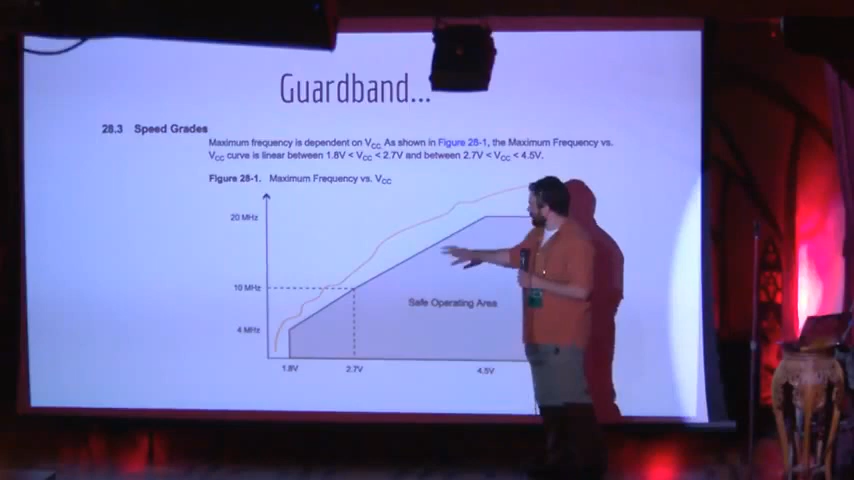 Guardband...
28.3 Speed Grades
Maximum frequency is dependent on VCC. As shown in Figure 28-1, the Maximum Frequency vs.
VCC curve is linear between 1.8V < VCC < 2.7V and between 2.7V < VCC < 4.5V.
Figure 28-1. Maximum Frequency vs. VCC
20 MHz
10 MHz
Safe Operating Area
4 MHz
1.8V 2.7V 4.5V